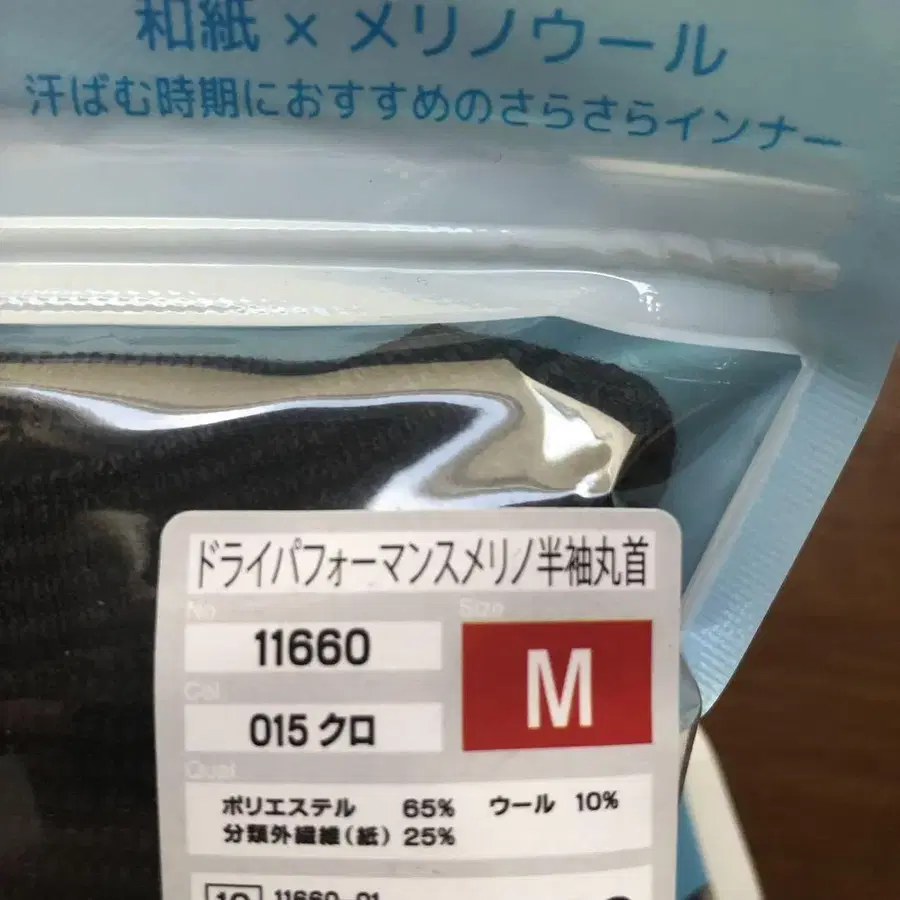 和紙 × メリノウール
汗ばむ時期におすすめのさらさらインナー
ドライパフォーマンスメリノ半袖丸首
No
Size
11660
M
Col
015 クロ
Qual
ポリエステル 65% ウール 10%
分類外繊維(紙) 25%
11660-01